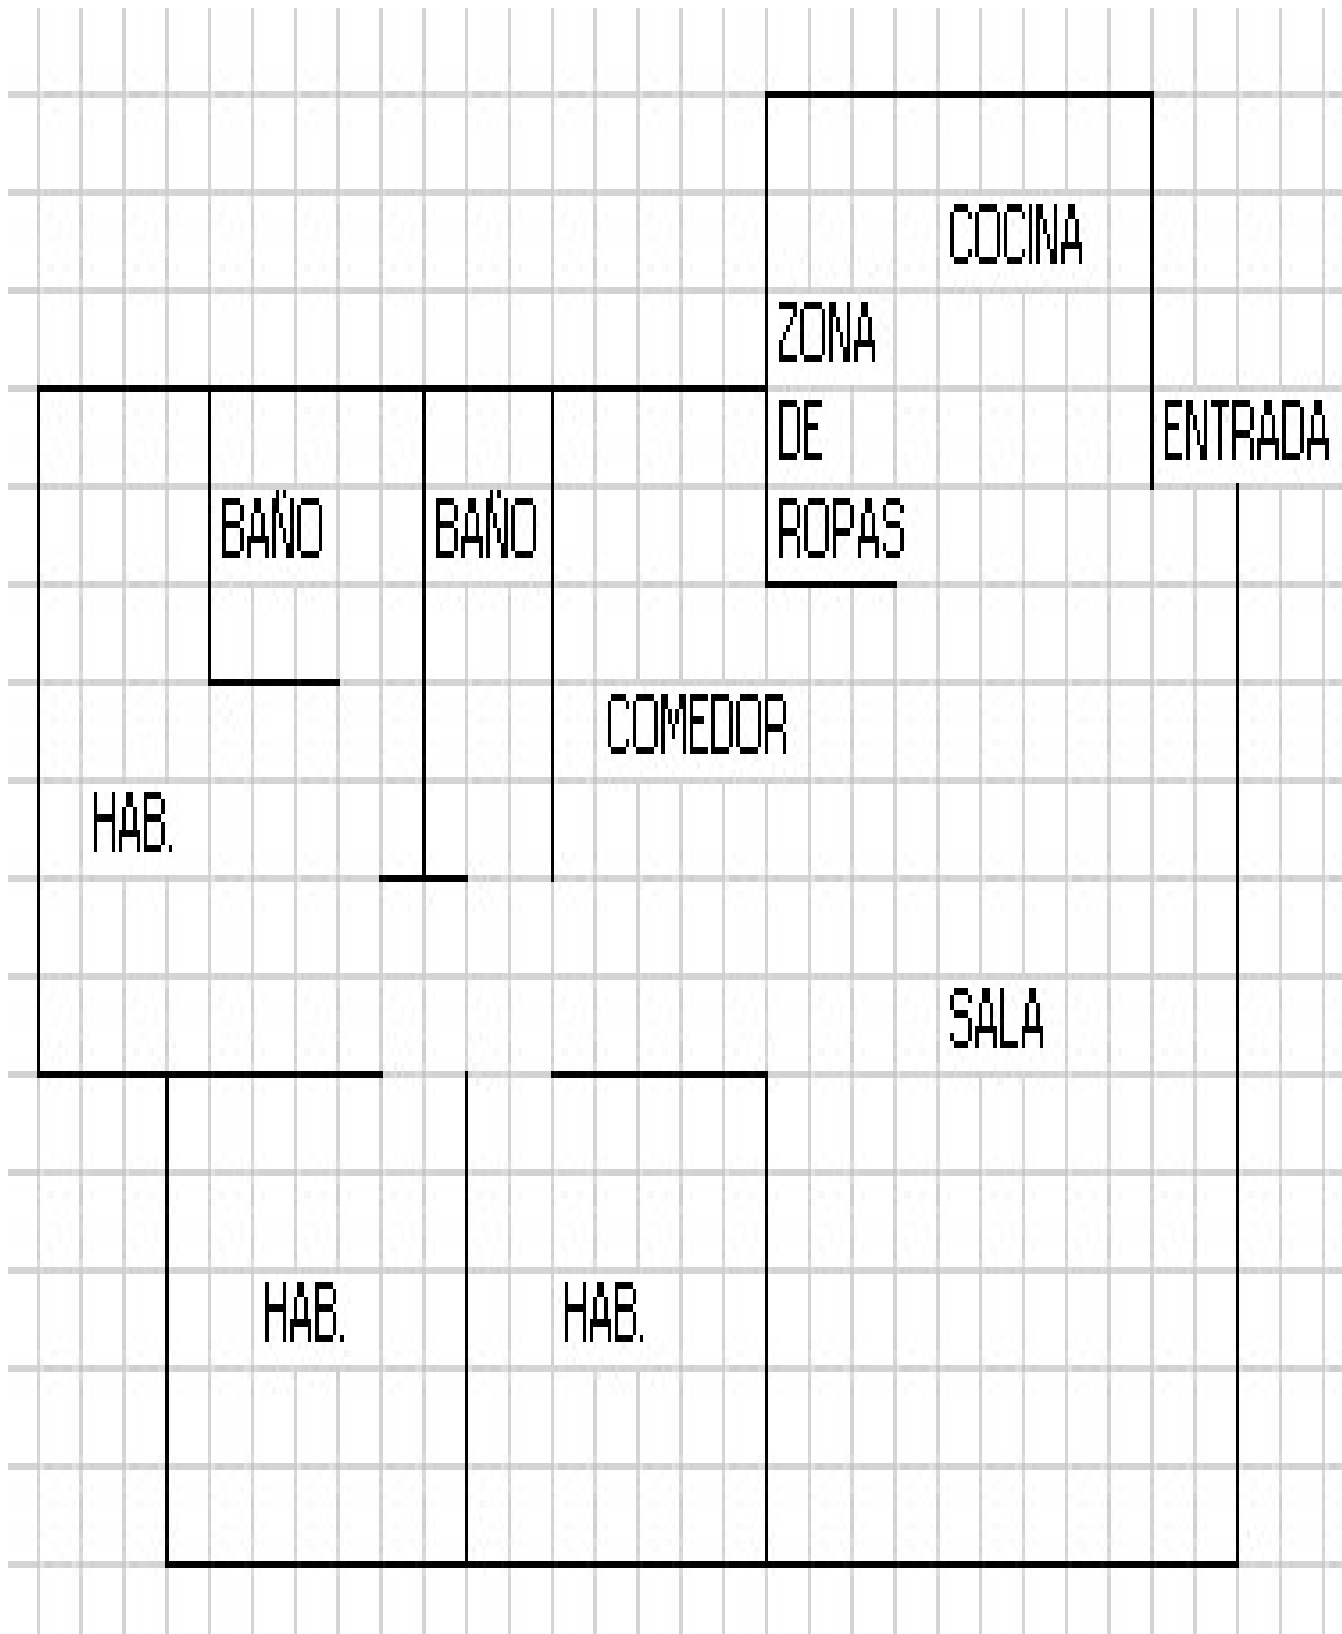 COCINA
ZONA
DE
ROPAS
ENTRADA
BAÑO
BAÑO
COMEDOR
HAB.
SALA
HAB.
HAB.